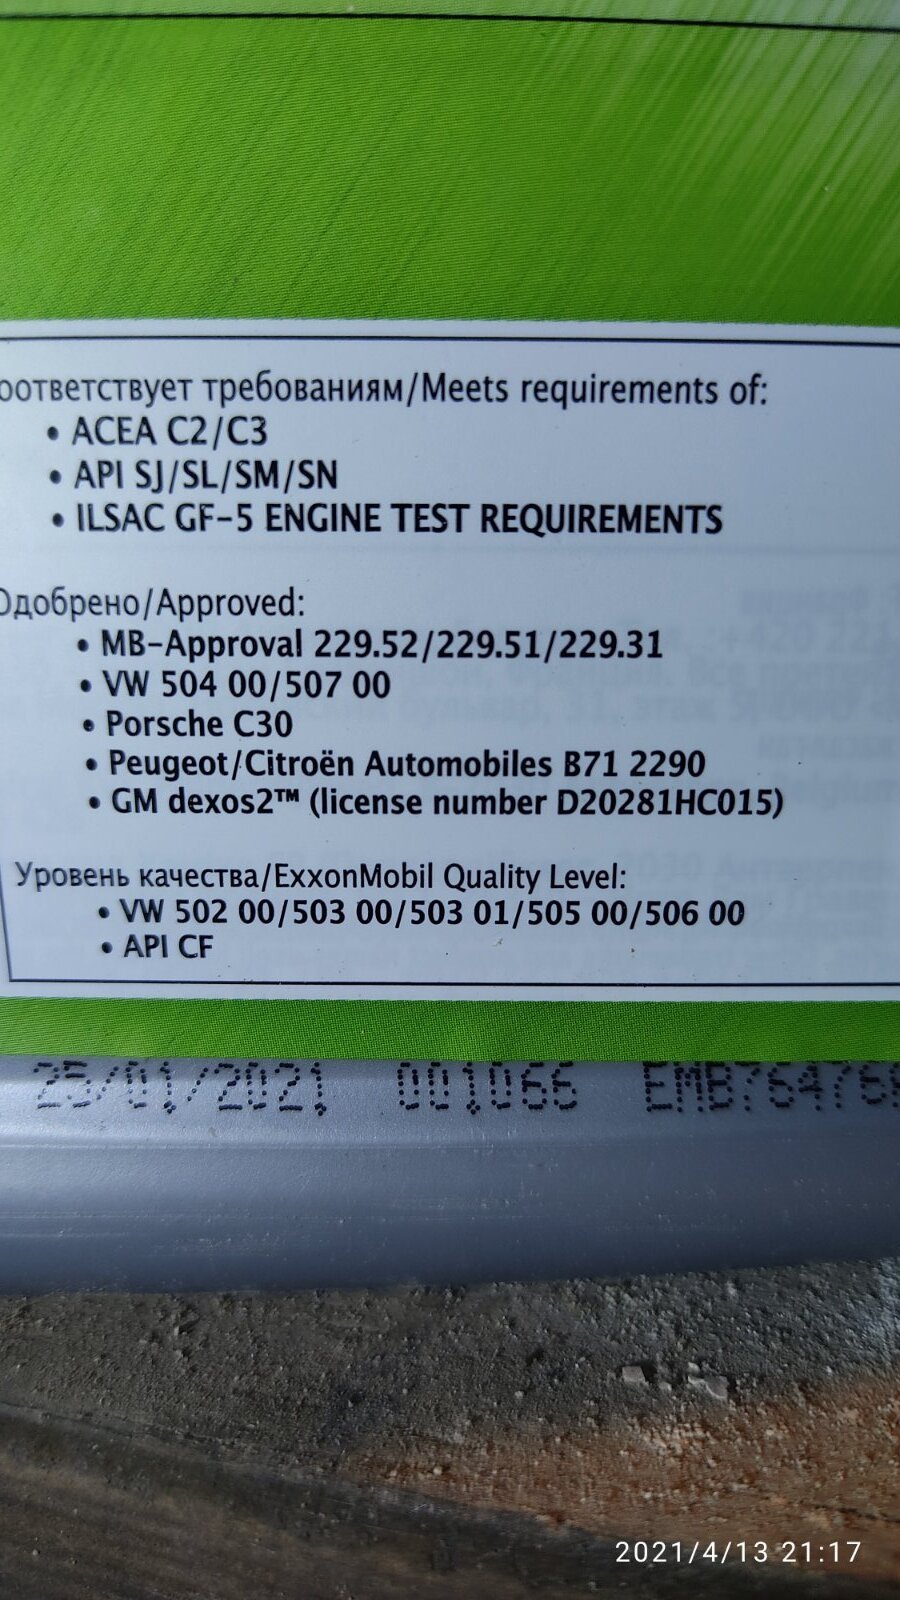 оответствует требованиям/Meets requirements of:
• ACEA C2/C3
• API SJ/SL/SM/SN
• ILSAC GF-5 ENGINE TEST REQUIREMENTS
Одобрено/Approved:
• MB-Approval 229.52/229.51/229.31
• VW 504 00/507 00
• Porsche C30
• Peugeot/Citroën Automobiles B71 2290
• GM dexos2™ (license number D20281HC015)
Уровень качества/ExxonMobil Quality Level:
• VW 502 00/503 00/503 01/505 00/506 00
• API CF
25/01/2021 001066
2021/4/13 21:17